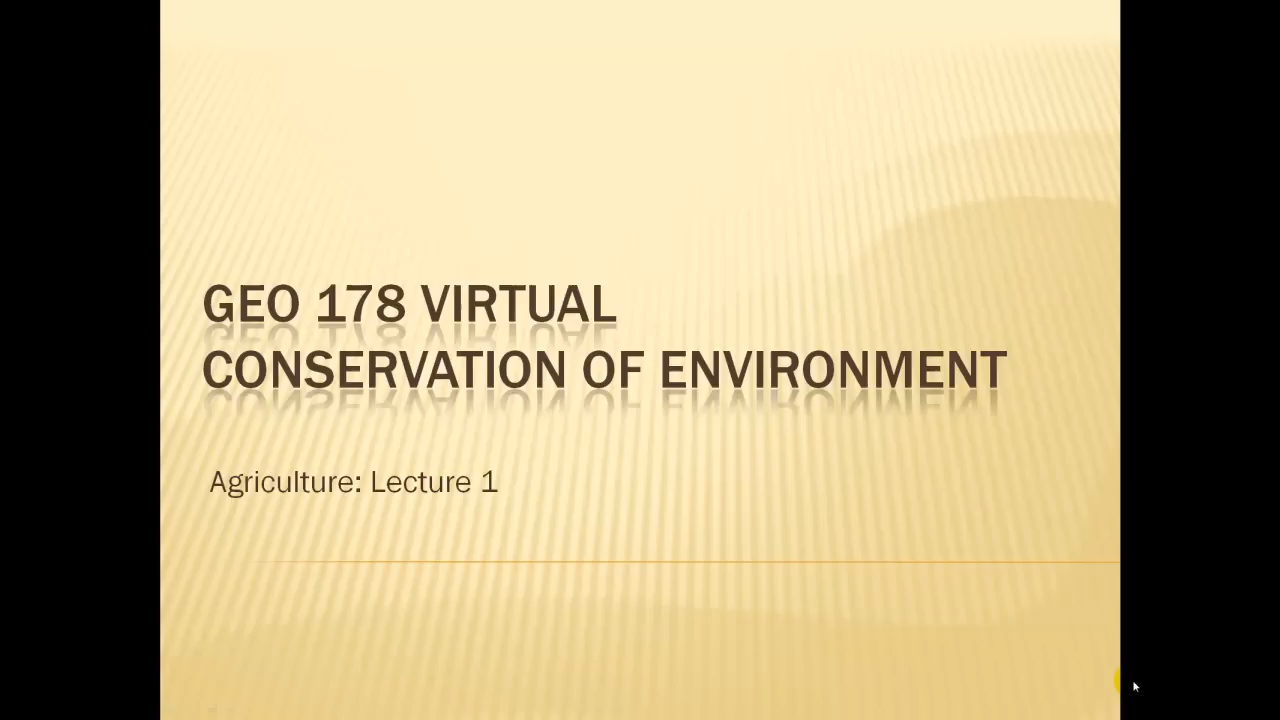 GEO 178 VIRTUAL
CONSERVATION OF ENVIRONMENT
Agriculture: Lecture 1